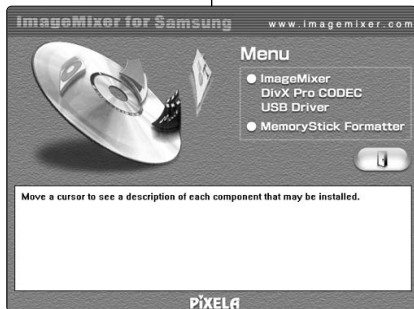 ImageMixer for Samsung
www.imagemixer.com
Menu
ImageMixer
DivX Pro CODEC
USB Driver
MemoryStick Formatter
Move a cursor to see a description of each component that may be installed.
PIXELA